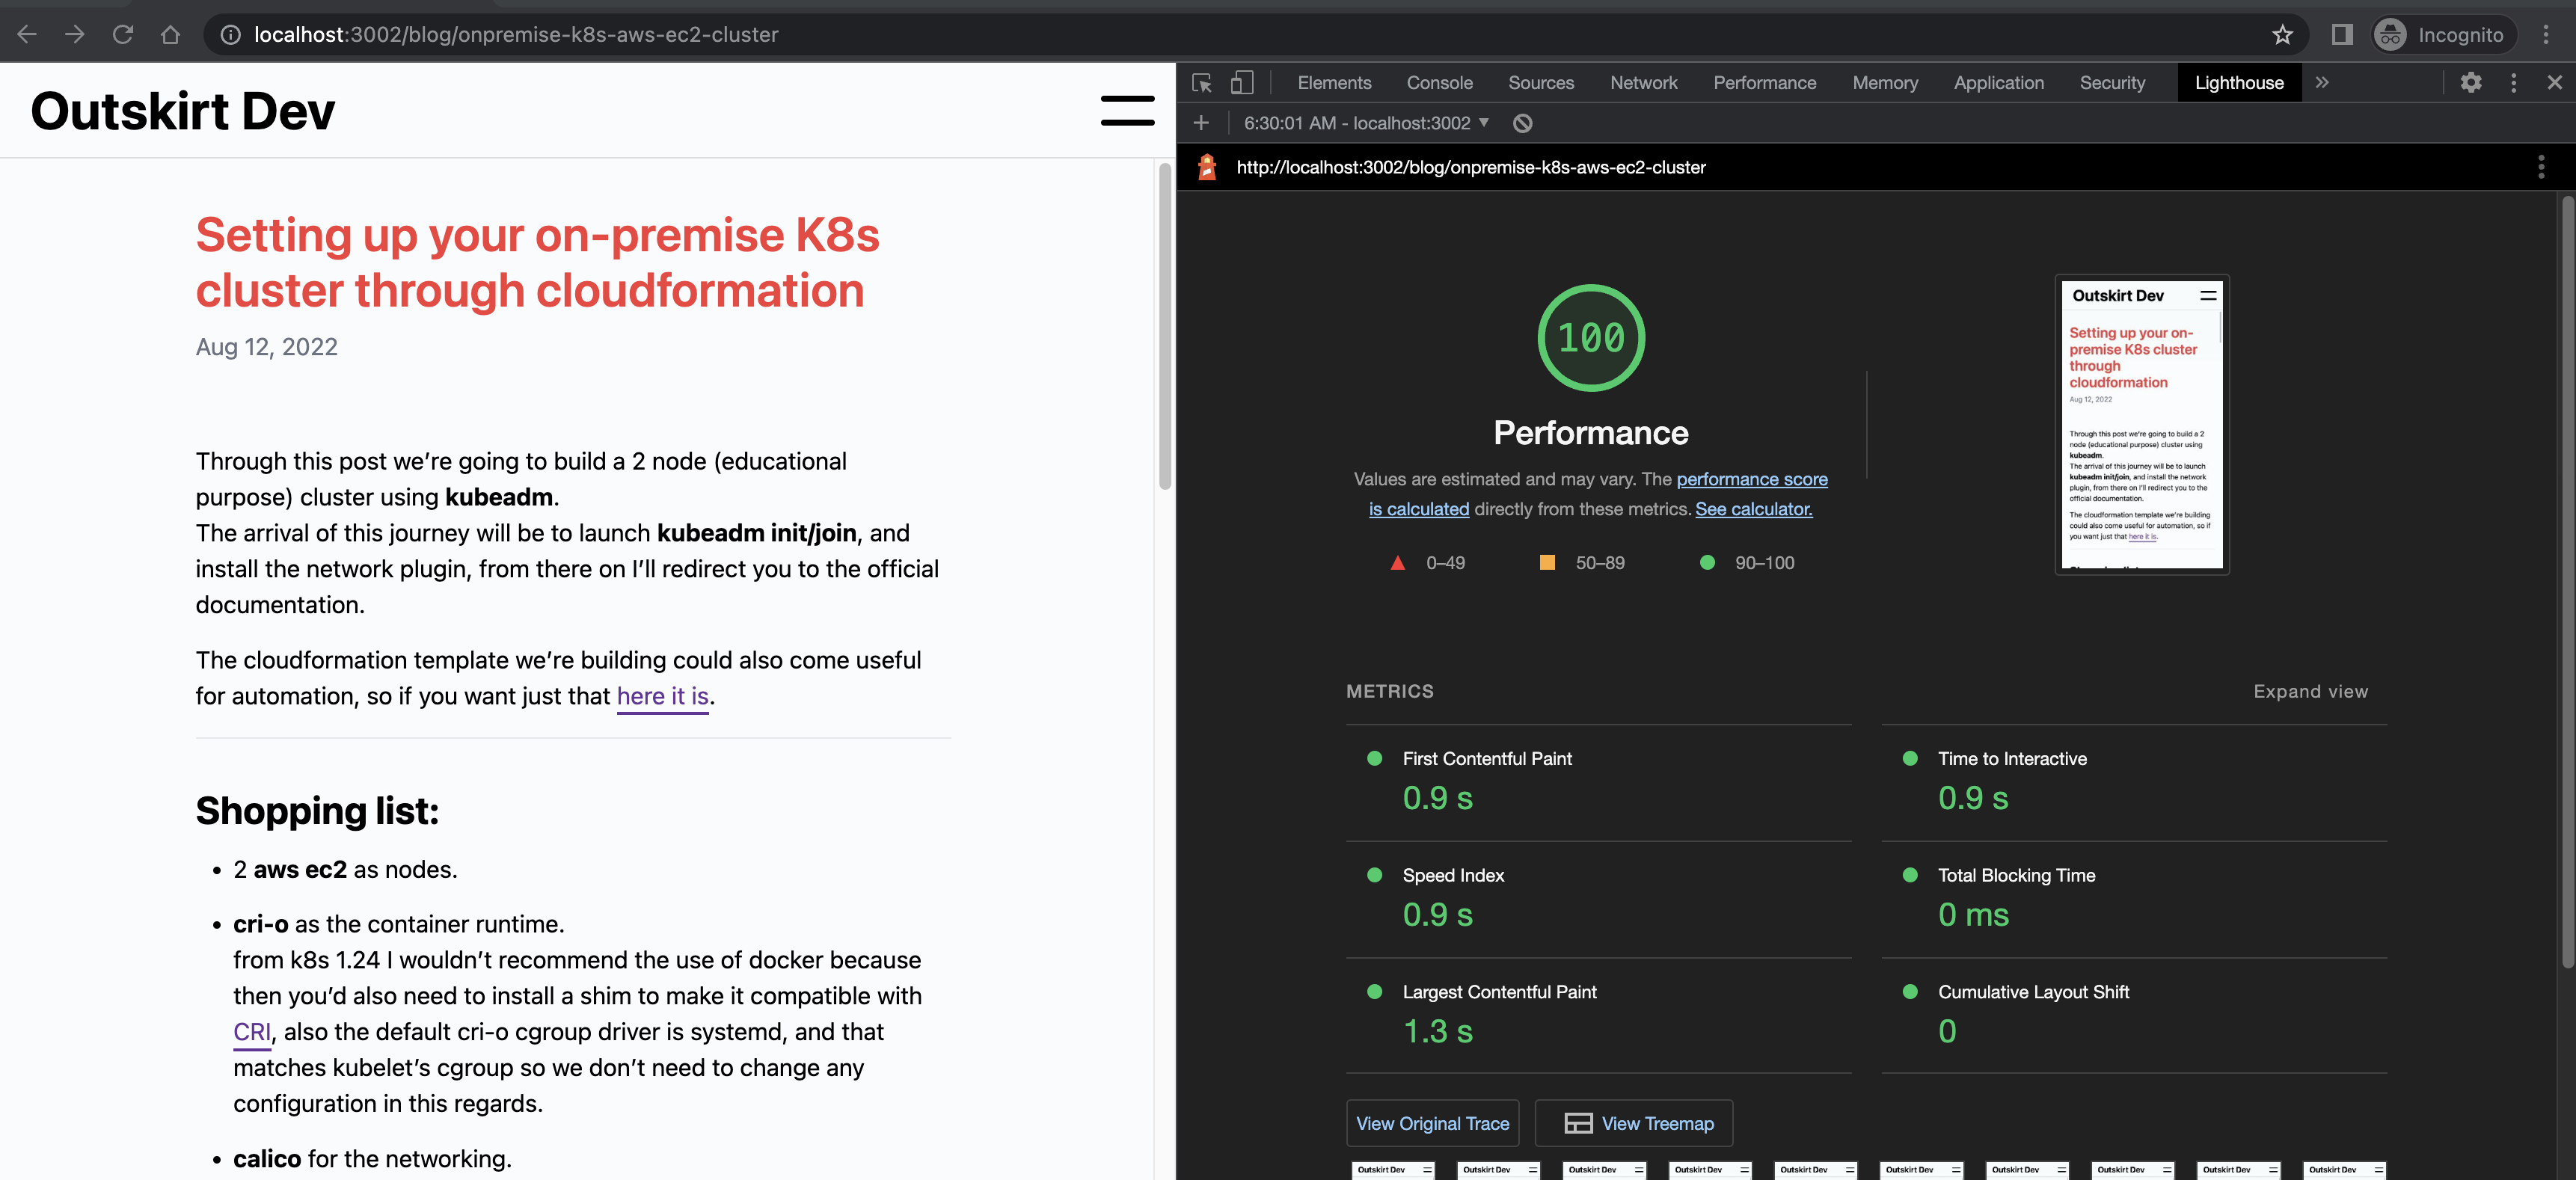 localhost:3002/blog/onpremise-k8s-aws-ec2-cluster
Incognito
Outskirt Dev
Setting up your on-premise K8s
cluster through cloudformation
Aug 12, 2022
Through this post we’re going to build a 2 node (educational
purpose) cluster using kubeadm.
The arrival of this journey will be to launch kubeadm init/join, and
install the network plugin, from there on I’ll redirect you to the official
documentation.
The cloudformation template we’re building could also come useful
for automation, so if you want just that here it is.
Shopping list:
• 2 aws ec2 as nodes.
• cri-o as the container runtime.
from k8s 1.24 I wouldn’t recommend the use of docker because
then you’d also need to install a shim to make it compatible with
CRI, also the default cri-o cgroup driver is systemd, and that
matches kubelet’s cgroup so we don’t need to change any
configuration in this regards.
• calico for the networking.
Elements Console Sources Network Performance Memory Application Security Lighthouse
6:30:01 AM - localhost:3002
http://localhost:3002/blog/onpremise-k8s-aws-ec2-cluster
100
Performance
Values are estimated and may vary. The performance score
is calculated directly from these metrics. See calculator.
0–49 50–89 90–100
Outskirt Dev
Setting up your on-
premise K8s cluster
through
cloudformation
Aug 12, 2022
Through this post we’re going to build a 2
node (educational purpose) cluster using
kubeadm.
The arrival of this journey will be to launch
kubeadm init/join, and install the network
plugin, from there on I’ll redirect you to the
official documentation.
The cloudformation template we’re building
could also come useful for automation, so if
you want just that here it is.
METRICS
Expand view
First Contentful Paint
0.9 s
Time to Interactive
0.9 s
Speed Index
0.9 s
Total Blocking Time
0 ms
Largest Contentful Paint
1.3 s
Cumulative Layout Shift
0
View Original Trace
View Treemap
Outskirt Dev Outskirt Dev Outskirt Dev Outskirt Dev Outskirt Dev Outskirt Dev Outskirt Dev Outskirt Dev Outskirt Dev Outskirt Dev